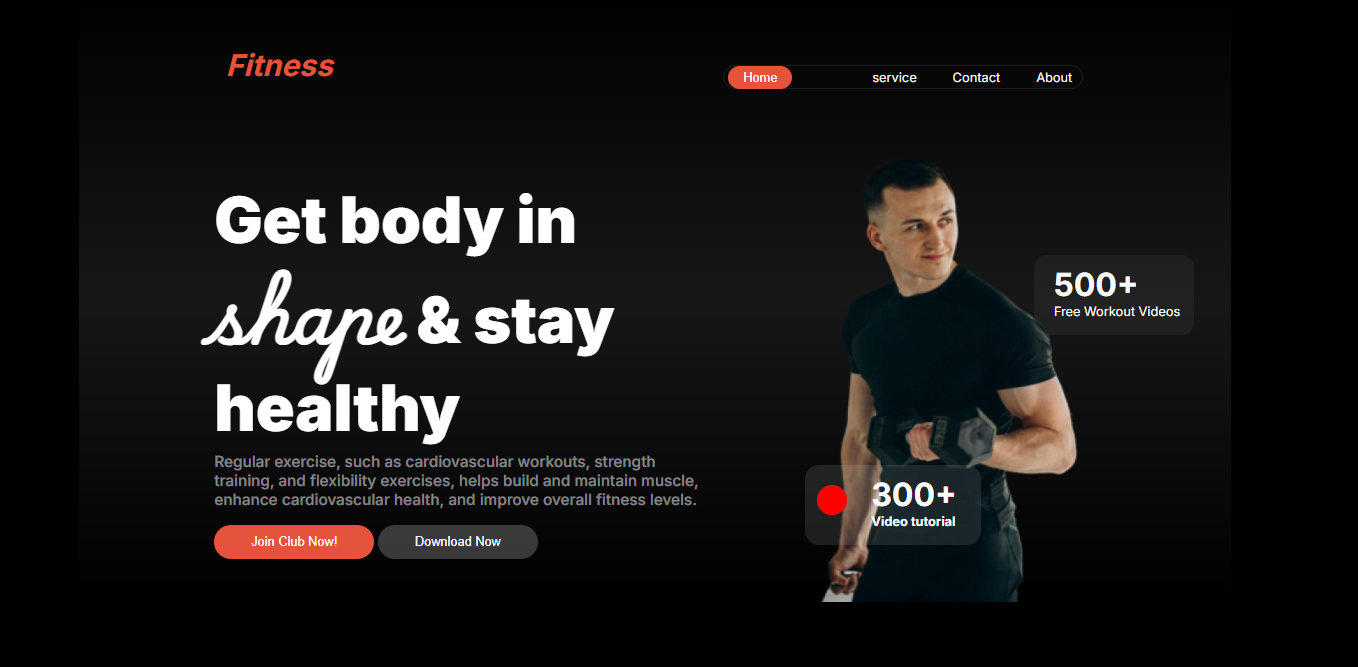 Fitness
Home service Contact About
Get body in
shape & stay
healthy
Regular exercise, such as cardiovascular workouts, strength
training, and flexibility exercises, helps build and maintain muscle,
enhance cardiovascular health, and improve overall fitness levels.
Join Club Now! Download Now
500+
Free Workout Videos
300+
Video tutorial